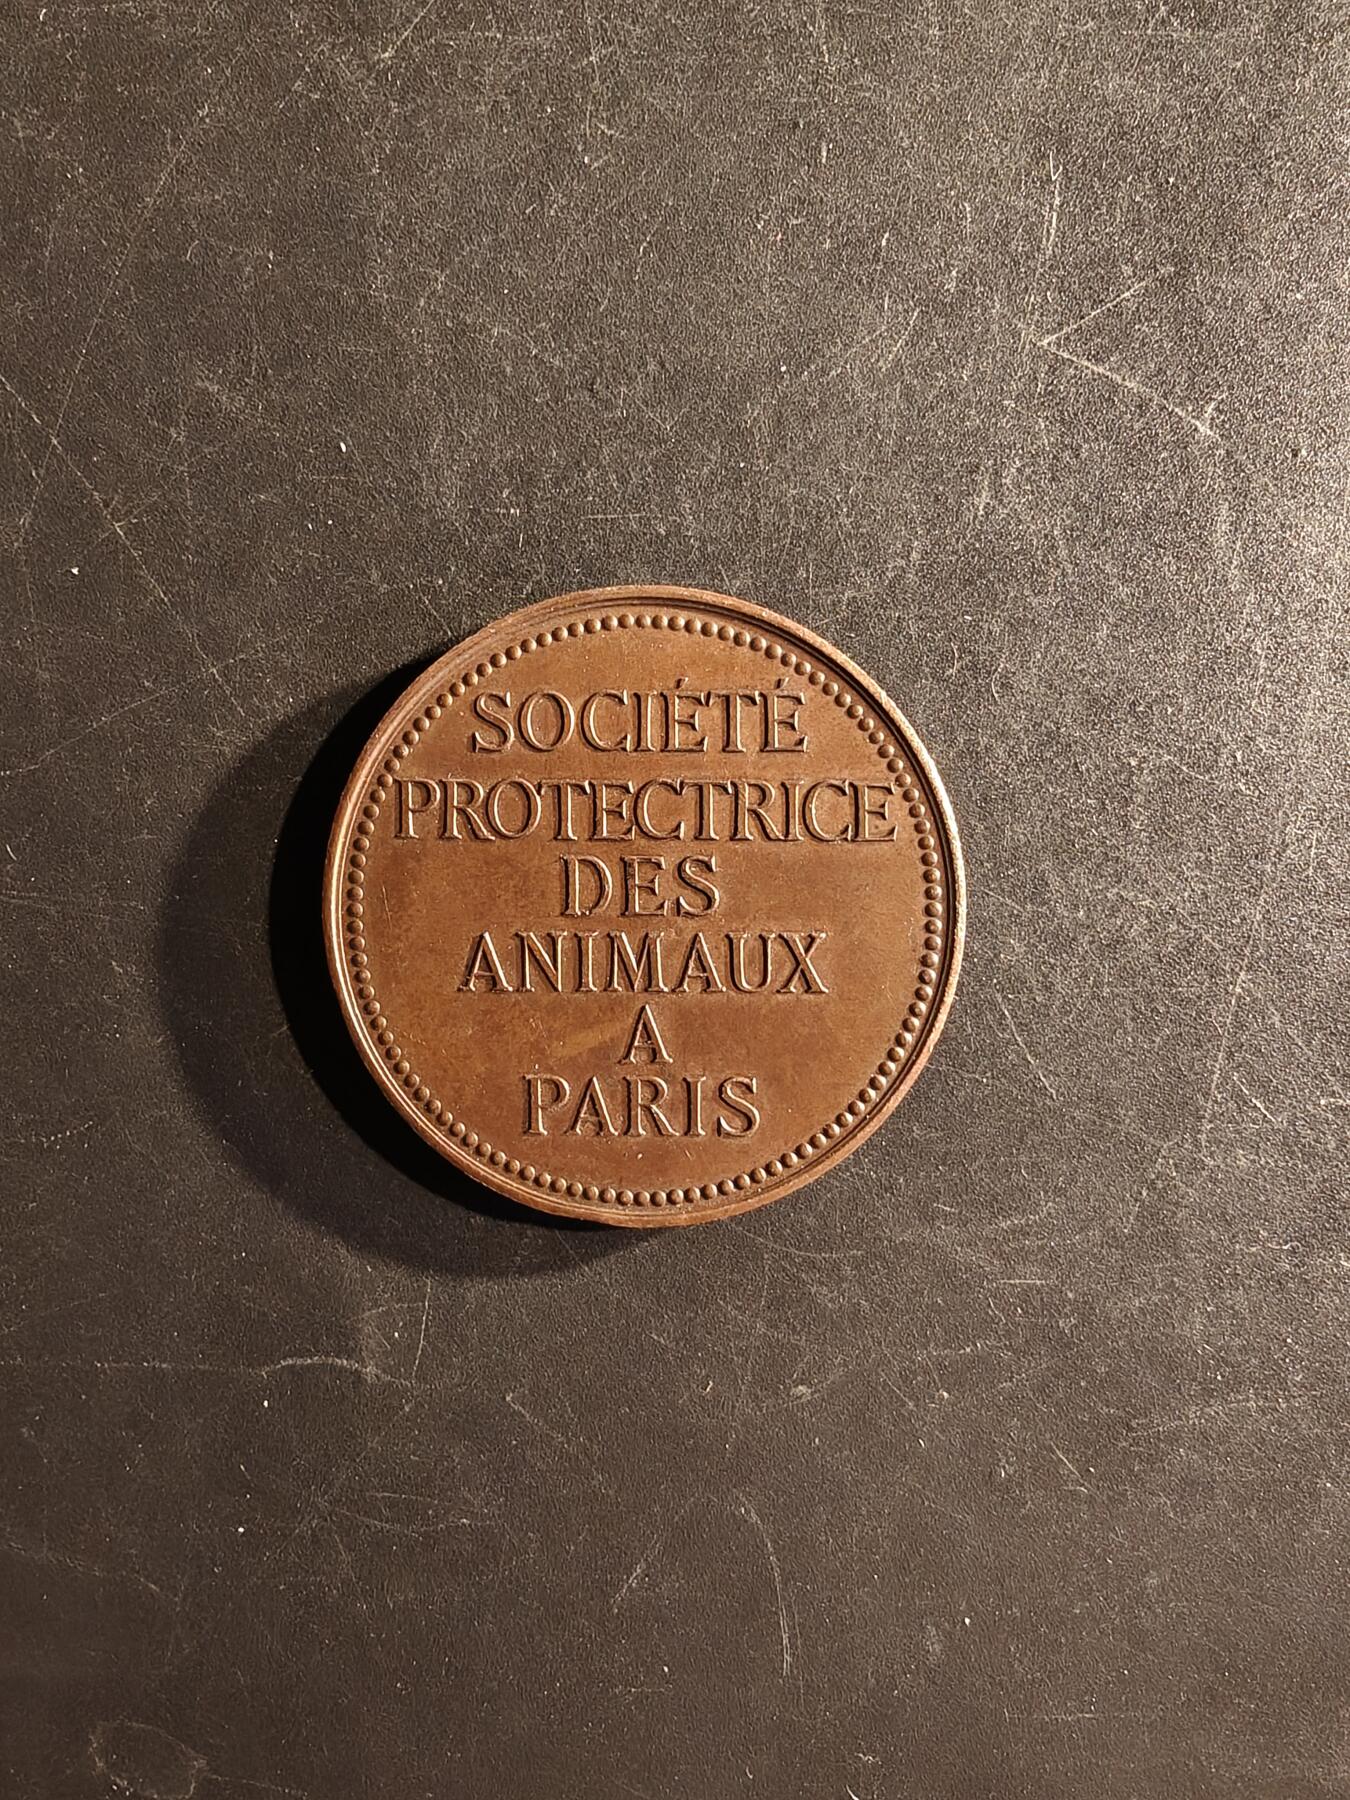 SOCIÉTÉ
PROTECTRICE
DES
ANIMAUX
A
PARIS